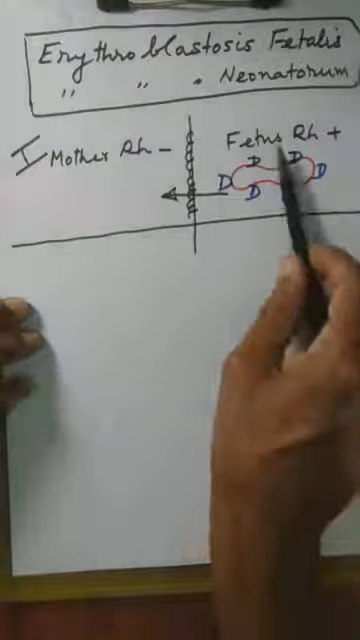 Erythroblastosis Fetalis
" " . Neonatorum
I Mother Rh -
Fetus Rh +
D D
D D
D